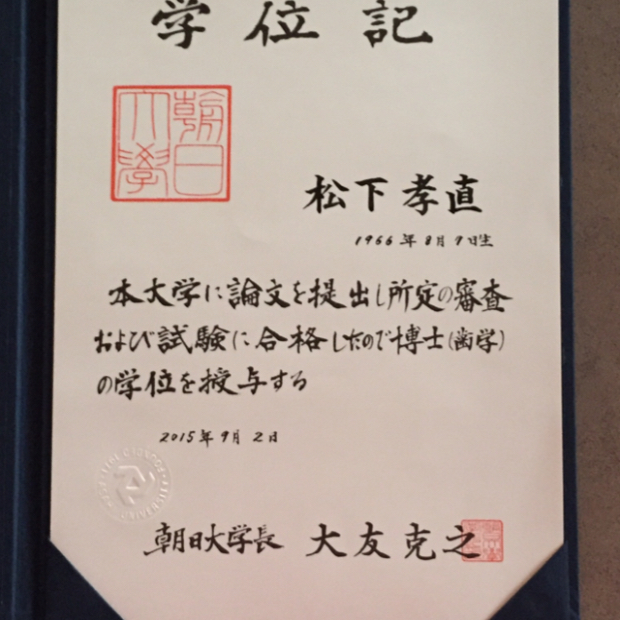 学位記
朝日
大學
松下孝直
1966年8月9日生
本大学に論文を提出し所定の審査
および試験に合格したので博士(歯学)
の学位を授与する
2015年9月2日
朝日大学長 大友克之